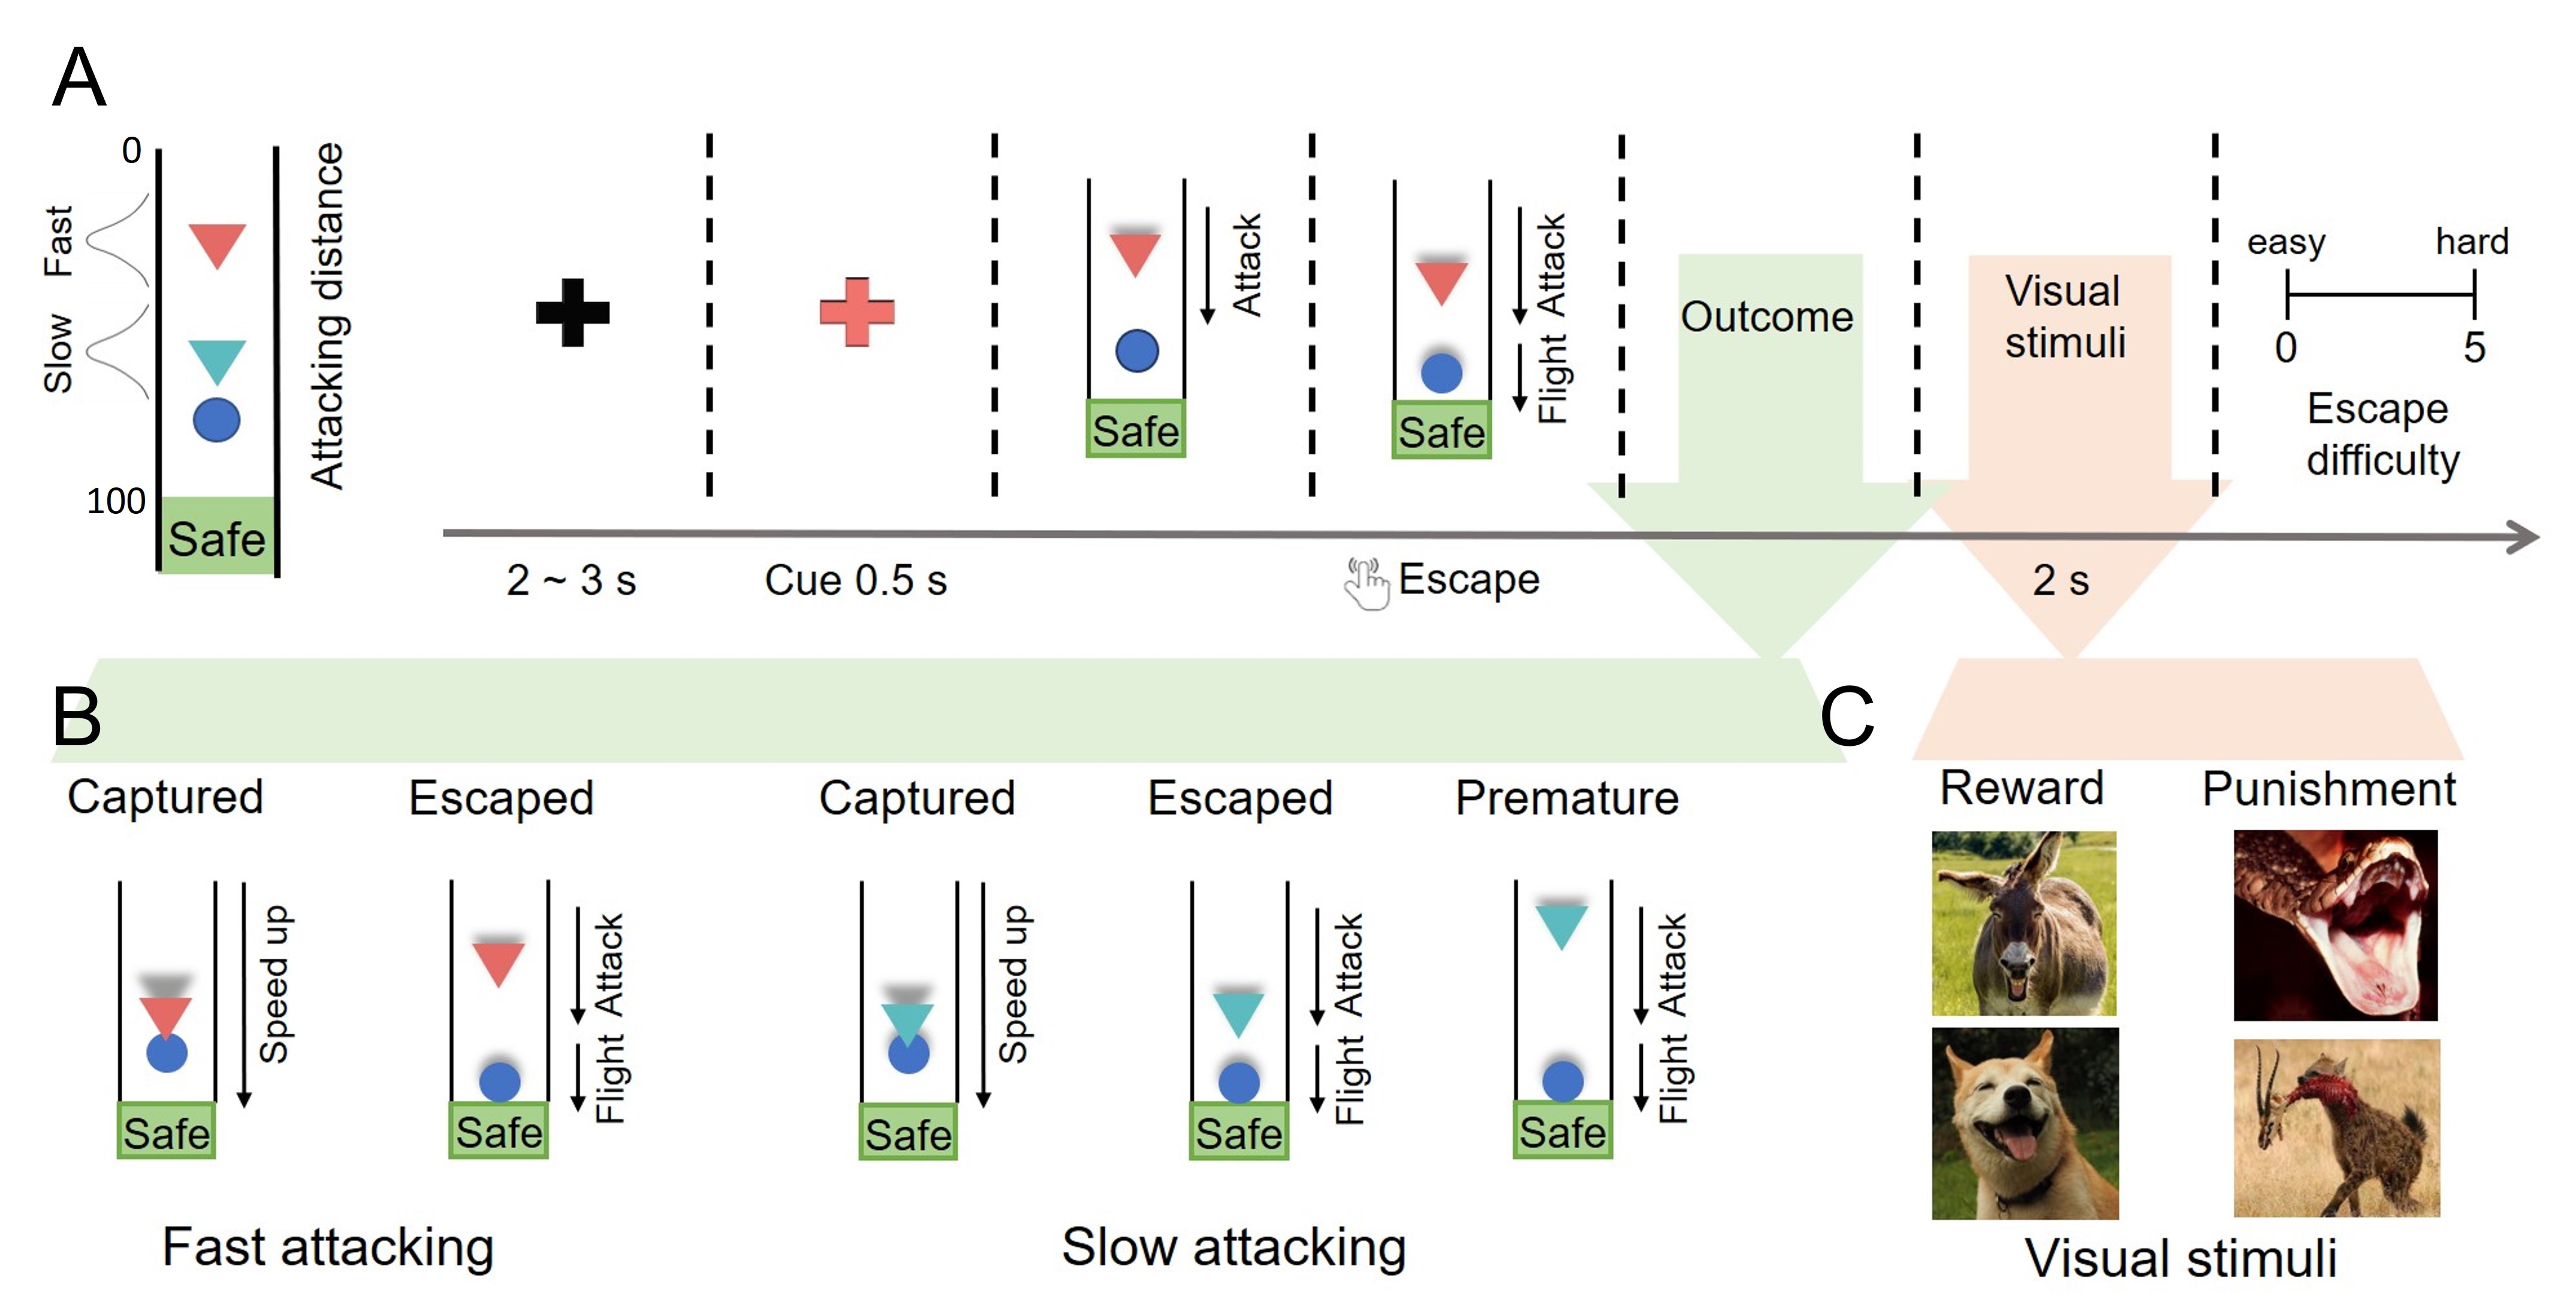 A
0
Fast
Slow
100
Safe
Attacking distance
2 ~ 3 s
Cue 0.5 s
Attack
Safe
Attack
Flight
Safe
Escape
Outcome
Visual
stimuli
2 s
easy hard
0 5
Escape
difficulty
B
Captured
Speed up
Safe
Escaped
Attack
Flight
Safe
Fast attacking
Captured
Speed up
Safe
Escaped
Attack
Flight
Safe
Premature
Attack
Flight
Safe
Slow attacking
C
Reward
Punishment
Visual stimuli